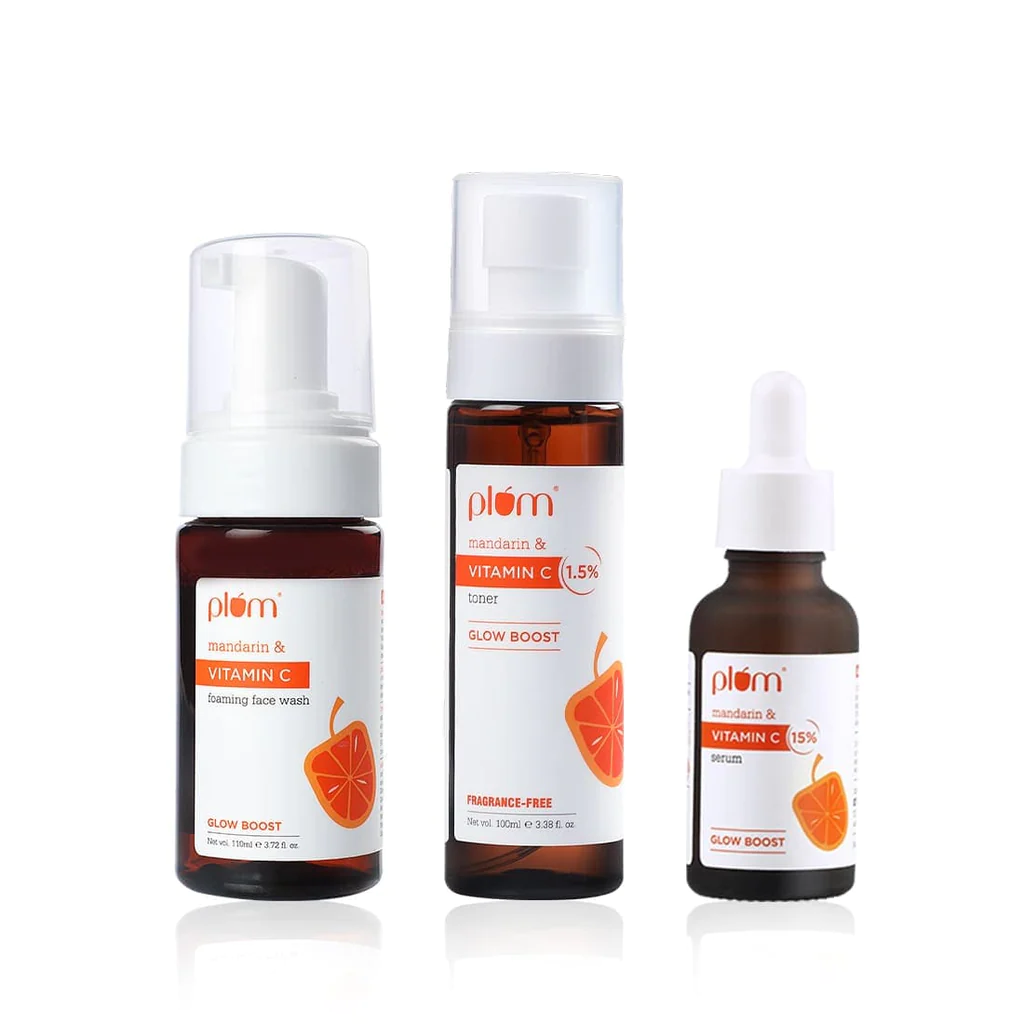 plum®
mandarin &
VITAMIN C
foaming face wash
GLOW BOOST
Net vol. 110ml ℮ 3.72 fl. oz.
plum®
mandarin &
VITAMIN C 1.5%
toner
GLOW BOOST
FRAGRANCE-FREE
Net vol. 100ml ℮ 3.38 fl. oz.
plum®
mandarin &
VITAMIN C 15%
serum
GLOW BOOST